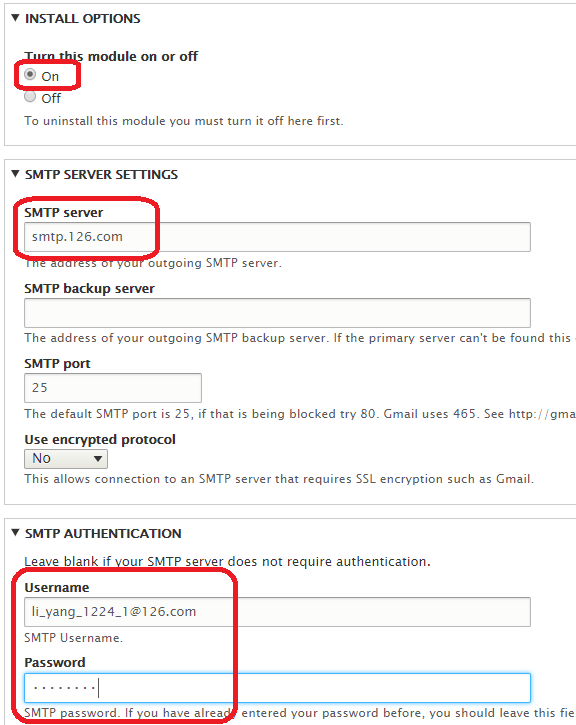 INSTALL OPTIONS
Turn this module on or off
On
Off
To uninstall this module you must turn it off here first.
SMTP SERVER SETTINGS
SMTP server
smtp.126.com
The address of your outgoing SMTP server.
SMTP backup server
The address of your outgoing SMTP backup server. If the primary server can't be found this
SMTP port
25
The default SMTP port is 25, if that is being blocked try 80. Gmail uses 465. See http://gma
Use encrypted protocol
No
This allows connection to an SMTP server that requires SSL encryption such as Gmail.
SMTP AUTHENTICATION
Leave blank if your SMTP server does not require authentication.
Username
li_yang_1224_1@126.com
SMTP Username.
Password
········
SMTP password. If you have already entered your password before, you should leave this fie